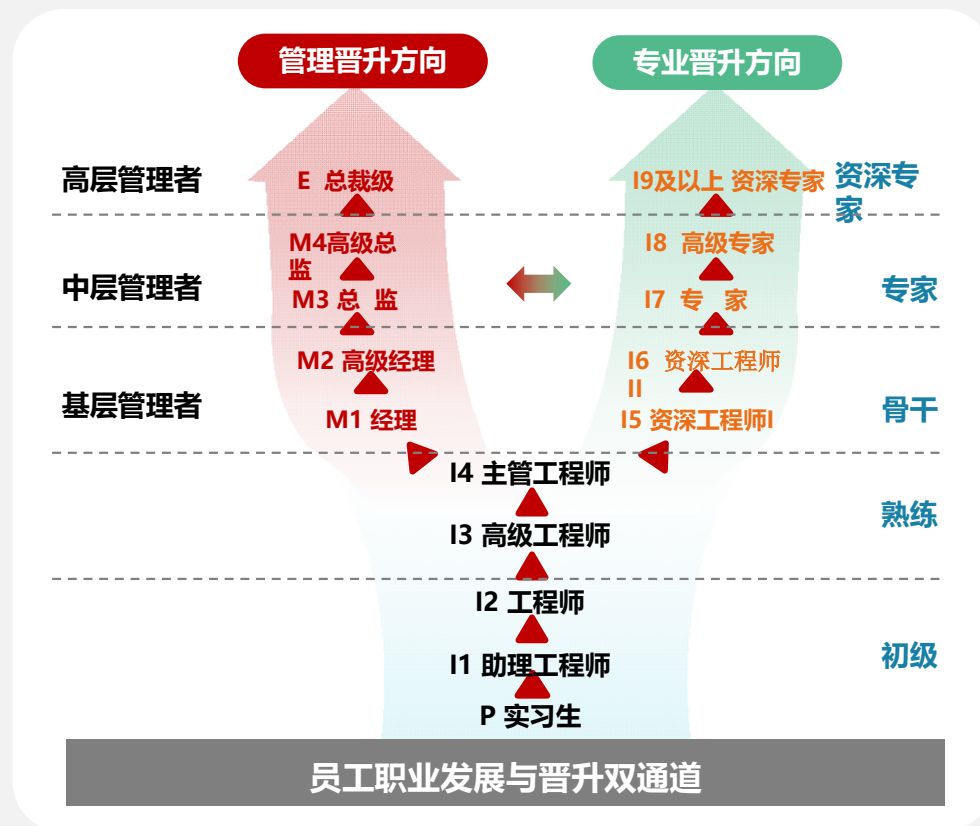 管理晋升方向
专业晋升方向
高层管理者
E 总裁级
I9及以上 资深专家
资深专
家
M4高级总
监
I8 高级专家
中层管理者
M3 总 监
I7 专 家
专家
M2 高级经理
I6 资深工程师
II
基层管理者
M1 经理
I5 资深工程师I
骨干
I4 主管工程师
I3 高级工程师
熟练
I2 工程师
I1 助理工程师
初级
P 实习生
员工职业发展与晋升双通道